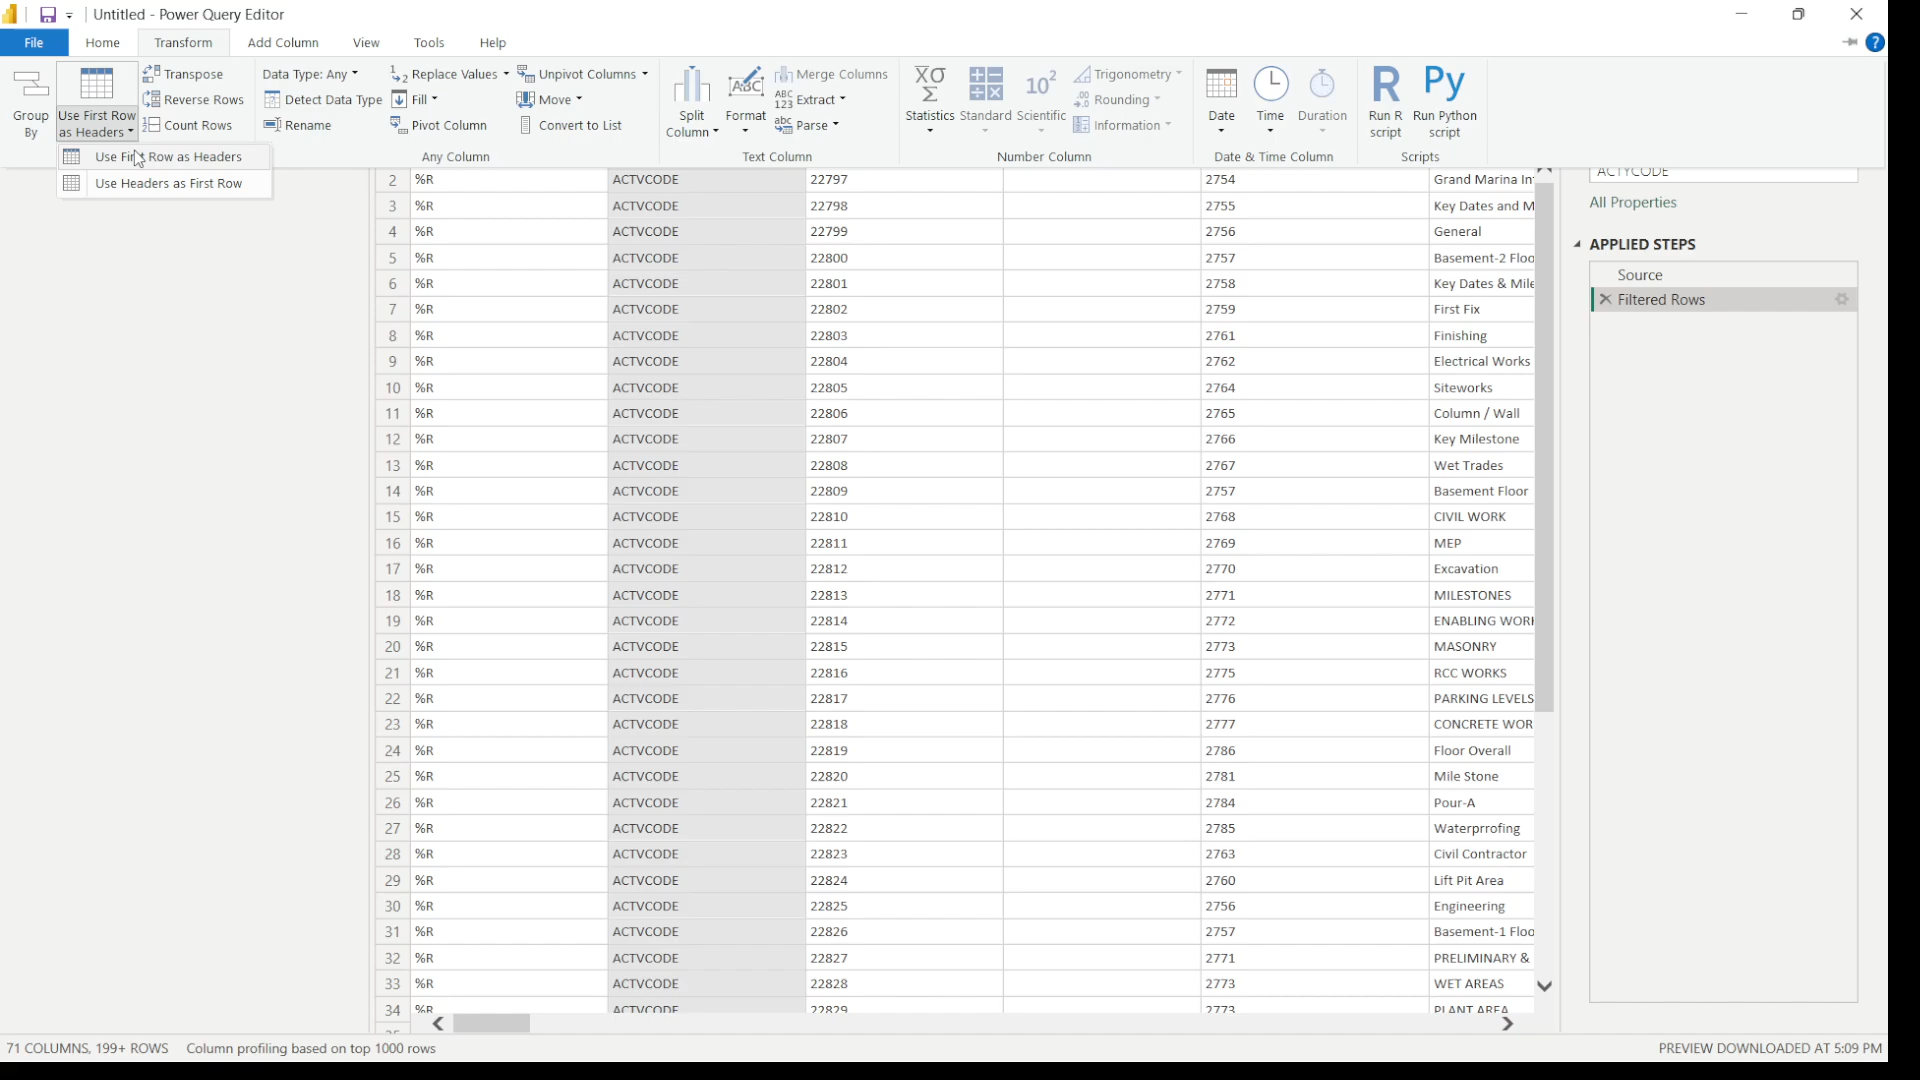 Untitled - Power Query Editor
File Home Transform Add Column View Tools Help ?
Group By
Use First Row as Headers
Transpose
Reverse Rows
Count Rows
Data Type: Any
Detect Data Type
Rename
Replace Values
Fill
Pivot Column
Unpivot Columns
Move
Convert to List
Any Column
Split Column
Format
Merge Columns
Extract
Parse
Text Column
Statistics
Standard
Scientific
Trigonometry
Rounding
Information
Number Column
Date
Time
Duration
Date & Time Column
Run R script
Run Python script
Scripts
Use First Row as Headers
Use Headers as First Row
2 %R ACTVCODE 22797 2754 Grand Marina In
3 %R ACTVCODE 22798 2755 Key Dates and M
4 %R ACTVCODE 22799 2756 General
5 %R ACTVCODE 22800 2757 Basement-2 Floo
6 %R ACTVCODE 22801 2758 Key Dates & Mile
7 %R ACTVCODE 22802 2759 First Fix
8 %R ACTVCODE 22803 2761 Finishing
9 %R ACTVCODE 22804 2762 Electrical Works
10 %R ACTVCODE 22805 2764 Siteworks
11 %R ACTVCODE 22806 2765 Column / Wall
12 %R ACTVCODE 22807 2766 Key Milestone
13 %R ACTVCODE 22808 2767 Wet Trades
14 %R ACTVCODE 22809 2757 Basement Floor
15 %R ACTVCODE 22810 2768 CIVIL WORK
16 %R ACTVCODE 22811 2769 MEP
17 %R ACTVCODE 22812 2770 Excavation
18 %R ACTVCODE 22813 2771 MILESTONES
19 %R ACTVCODE 22814 2772 ENABLING WORK
20 %R ACTVCODE 22815 2773 MASONRY
21 %R ACTVCODE 22816 2775 RCC WORKS
22 %R ACTVCODE 22817 2776 PARKING LEVELS
23 %R ACTVCODE 22818 2777 CONCRETE WOR
24 %R ACTVCODE 22819 2786 Floor Overall
25 %R ACTVCODE 22820 2781 Mile Stone
26 %R ACTVCODE 22821 2784 Pour-A
27 %R ACTVCODE 22822 2785 Waterprrofing
28 %R ACTVCODE 22823 2763 Civil Contractor
29 %R ACTVCODE 22824 2760 Lift Pit Area
30 %R ACTVCODE 22825 2756 Engineering
31 %R ACTVCODE 22826 2757 Basement-1 Floo
32 %R ACTVCODE 22827 2771 PRELIMINARY &
33 %R ACTVCODE 22828 2773 WET AREAS
34 %R ACTVCODE 22829 2773 PLANT AREA
ACTYCODE
All Properties
APPLIED STEPS
Source
Filtered Rows
71 COLUMNS, 199+ ROWS Column profiling based on top 1000 rows PREVIEW DOWNLOADED AT 5:09 PM